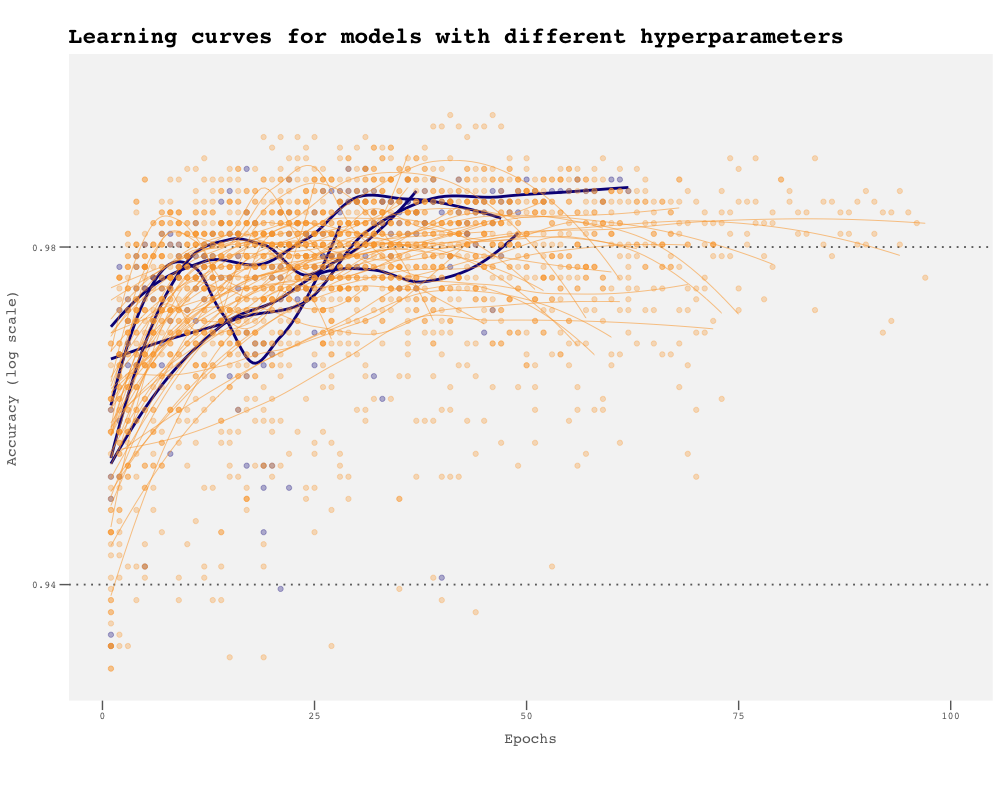 Learning curves for models with different hyperparameters
Accuracy (log scale)
0.98
0.94
0
25
50
75
100
Epochs